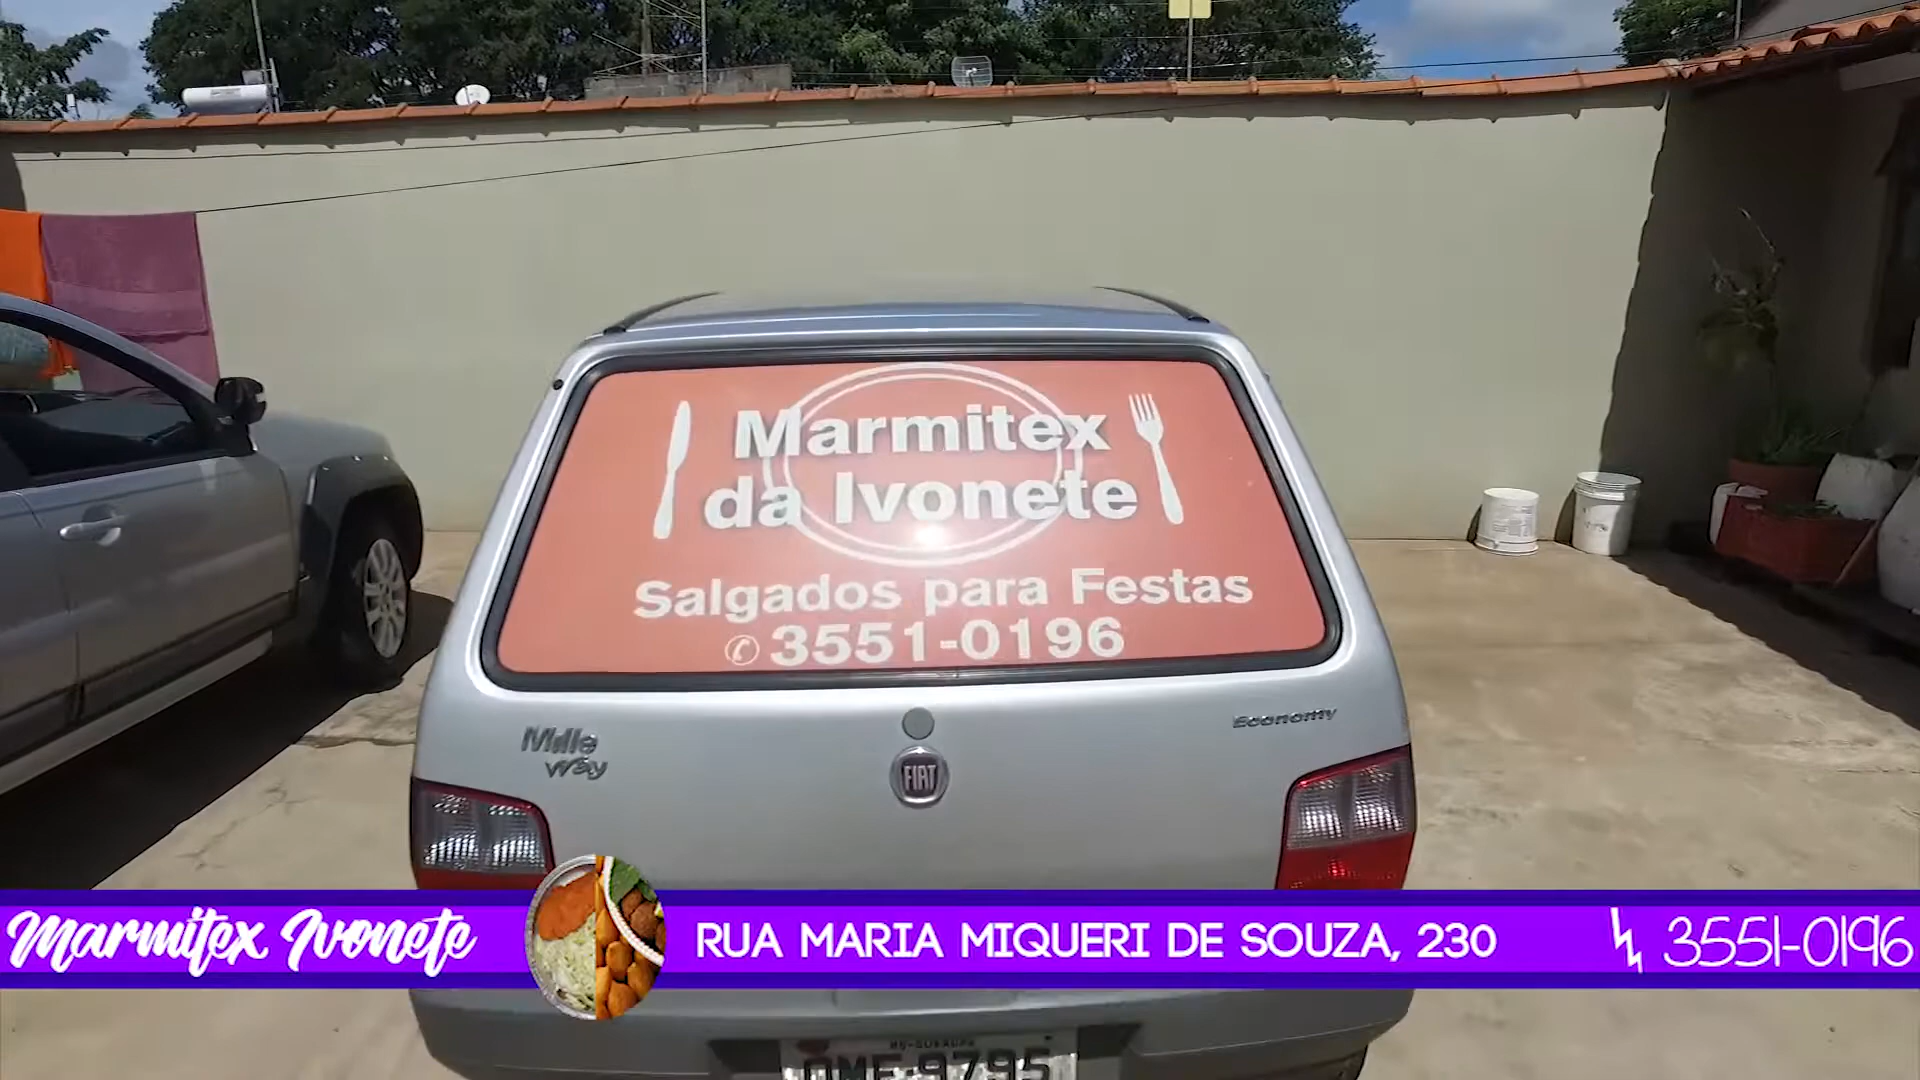 Marmitex
da Ivonete
Salgados para Festas
3551-0196
Mille
Way
Economy
FIAT
Marmitex Ivonete
RUA MARIA MIQUERI DE SOUZA, 230
3551-0196